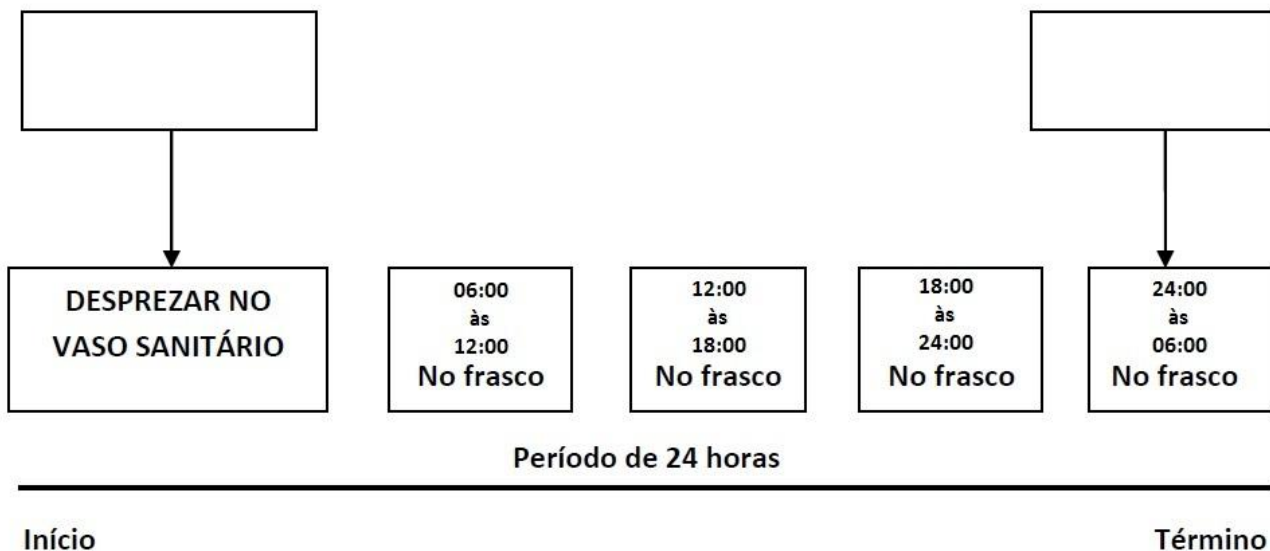 DESPREZAR NO
VASO SANITÁRIO
06:00
às
12:00
No frasco
12:00
às
18:00
No frasco
18:00
às
24:00
No frasco
24:00
às
06:00
No frasco
Período de 24 horas
Início
Término